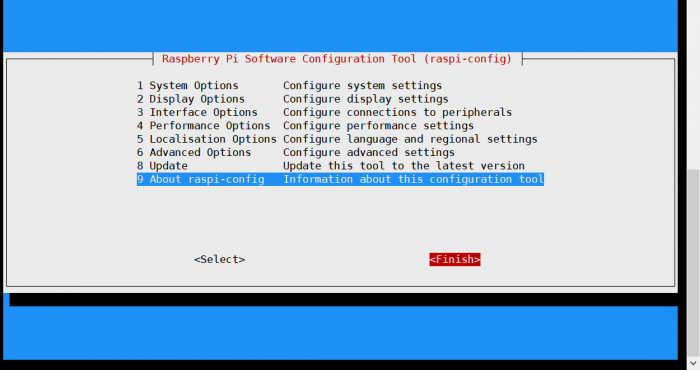 Raspberry Pi Software Configuration Tool (raspi-config)
1 System Options Configure system settings
2 Display Options Configure display settings
3 Interface Options Configure connections to peripherals
4 Performance Options Configure performance settings
5 Localisation Options Configure language and regional settings
6 Advanced Options Configure advanced settings
8 Update Update this tool to the latest version
9 About raspi-config Information about this configuration tool
<Select> <Finish>